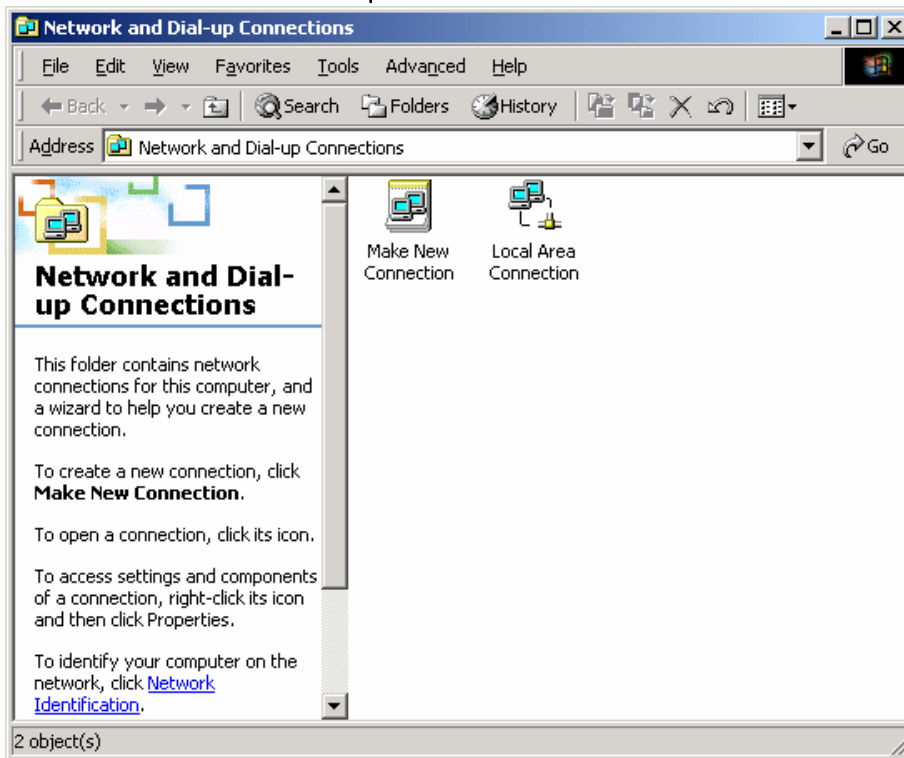 Network and Dial-up Connections
File Edit View Favorites Tools Advanced Help
Back Search Folders History
Address Network and Dial-up Connections Go
Make New
Connection
Local Area
Connection
Network and Dial-
up Connections
This folder contains network
connections for this computer, and
a wizard to help you create a new
connection.
To create a new connection, click
Make New Connection.
To open a connection, click its icon.
To access settings and components
of a connection, right-click its icon
and then click Properties.
To identify your computer on the
network, click Network
Identification.
2 object(s)